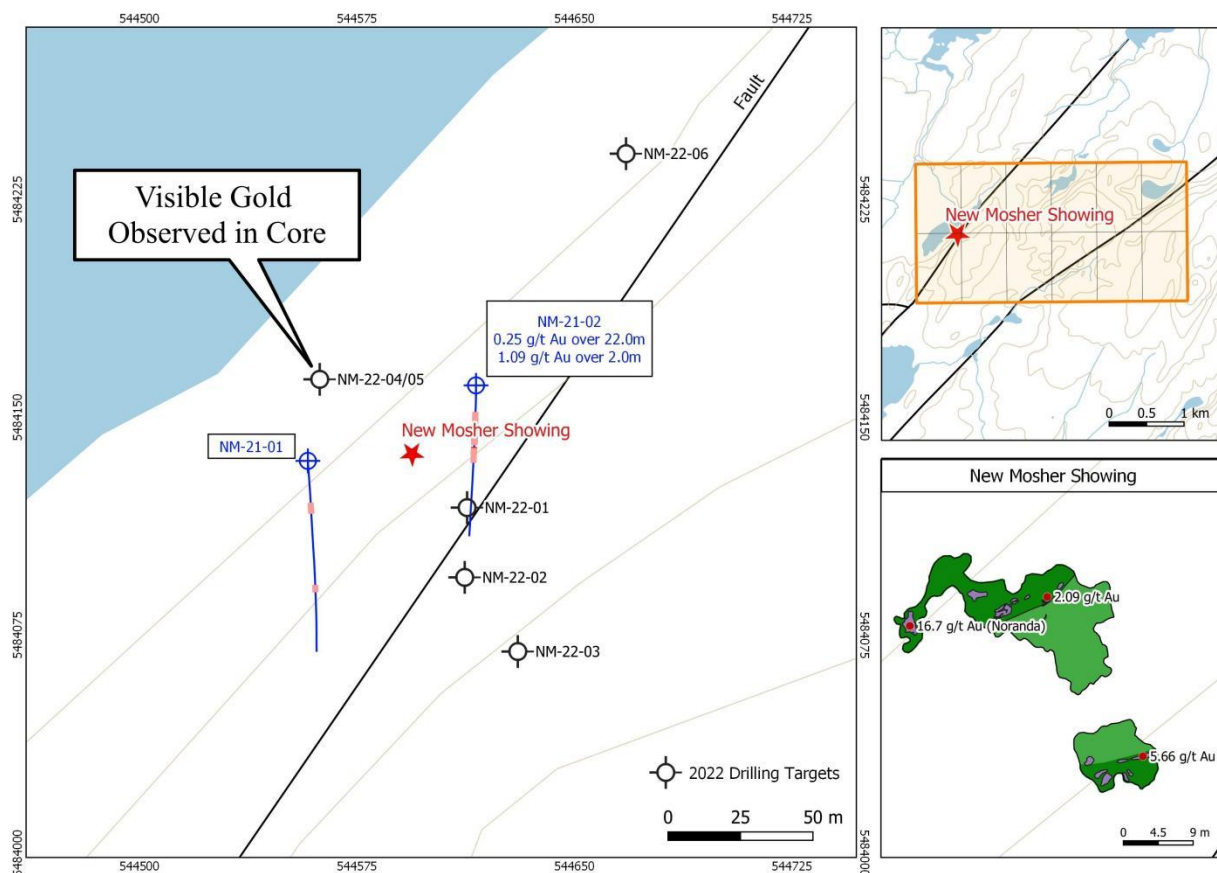 544500
544575
544650
544725
5484225
5484150
5484075
5484000
Fault
NM-22-06
Visible Gold
Observed in Core
NM-21-02
0.25 g/t Au over 22.0m
1.09 g/t Au over 2.0m
NM-22-04/05
New Mosher Showing
NM-21-01
NM-22-01
NM-22-02
NM-22-03
2022 Drilling Targets
0 25 50 m
5484225
5484150
5484075
5484000
544500
544575
544650
544725
New Mosher Showing
0 0.5 1 km
New Mosher Showing
2.09 g/t Au
16.7 g/t Au (Noranda)
5.66 g/t Au
0 4.5 9 m